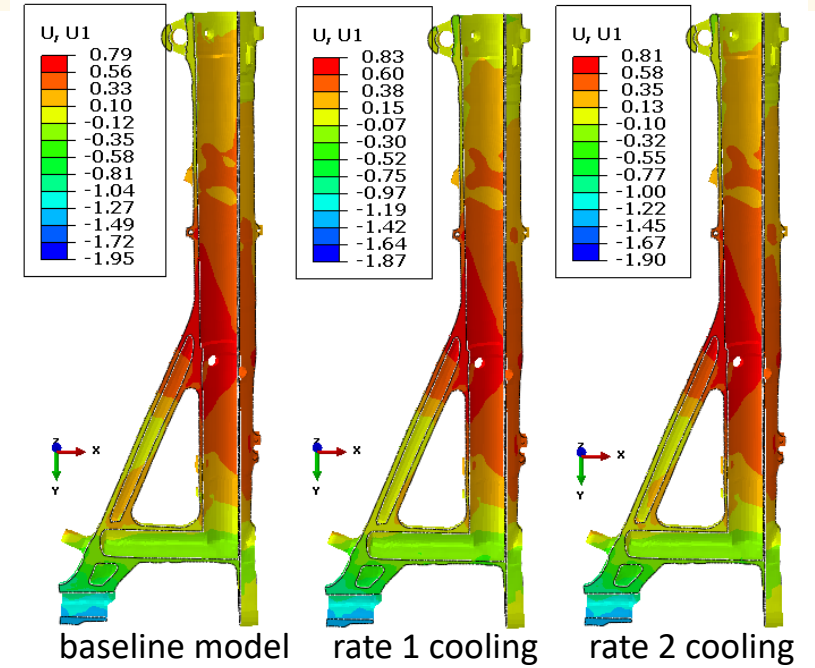 U, U1
0.79
0.56
0.33
0.10
-0.12
-0.35
-0.58
-0.81
-1.04
-1.27
-1.49
-1.72
-1.95
Z
X
Y
baseline model
U, U1
0.83
0.60
0.38
0.15
-0.07
-0.30
-0.52
-0.75
-0.97
-1.19
-1.42
-1.64
-1.87
Z
X
Y
rate 1 cooling
U, U1
0.81
0.58
0.35
0.13
-0.10
-0.32
-0.55
-0.77
-1.00
-1.22
-1.45
-1.67
-1.90
Z
X
Y
rate 2 cooling